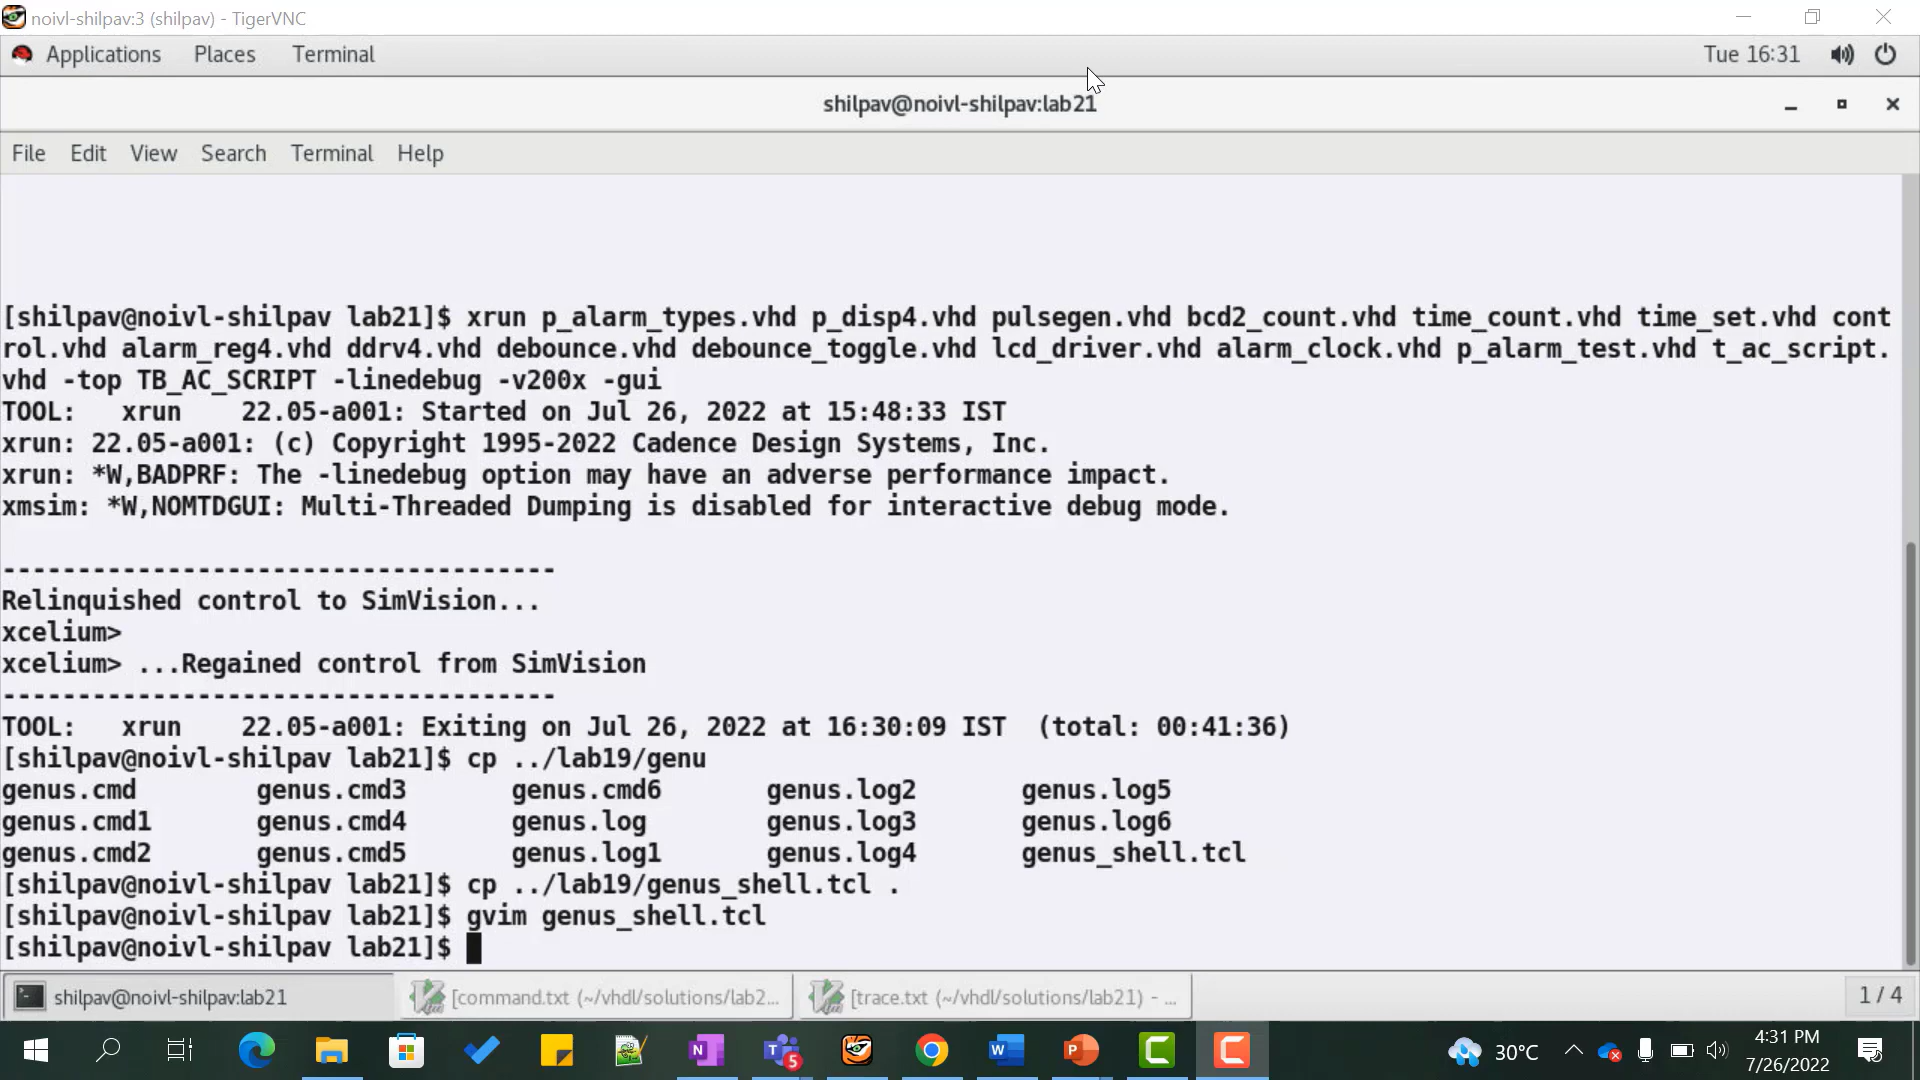 noivl-shilpav:3 (shilpav) - TigerVNC
Applications Places Terminal Tue 16:31
shilpav@noivl-shilpav:lab21
File Edit View Search Terminal Help
[shilpav@noivl-shilpav lab21]$ xrun p_alarm_types.vhd p_disp4.vhd pulsegen.vhd bcd2_count.vhd time_count.vhd time_set.vhd cont
rol.vhd alarm_reg4.vhd ddrv4.vhd debounce.vhd debounce_toggle.vhd lcd_driver.vhd alarm_clock.vhd p_alarm_test.vhd t_ac_script.
vhd -top TB_AC_SCRIPT -linedebug -v200x -gui
TOOL: xrun 22.05-a001: Started on Jul 26, 2022 at 15:48:33 IST
xrun: 22.05-a001: (c) Copyright 1995-2022 Cadence Design Systems, Inc.
xrun: *W,BADPRF: The -linedebug option may have an adverse performance impact.
xmsim: *W,NOMTDGUI: Multi-Threaded Dumping is disabled for interactive debug mode.
-------------------------------------
Relinquished control to SimVision...
xcelium>
xcelium> ...Regained control from SimVision
-------------------------------------
TOOL: xrun 22.05-a001: Exiting on Jul 26, 2022 at 16:30:09 IST (total: 00:41:36)
[shilpav@noivl-shilpav lab21]$ cp ../lab19/genu
genus.cmd genus.cmd3 genus.cmd6 genus.log2 genus.log5
genus.cmd1 genus.cmd4 genus.log genus.log3 genus.log6
genus.cmd2 genus.cmd5 genus.log1 genus.log4 genus_shell.tcl
[shilpav@noivl-shilpav lab21]$ cp ../lab19/genus_shell.tcl .
[shilpav@noivl-shilpav lab21]$ gvim genus_shell.tcl
[shilpav@noivl-shilpav lab21]$
shilpav@noivl-shilpav:lab21 [command.txt (~/vhdl/solutions/lab2... [trace.txt (~/vhdl/solutions/lab21) - ... 1 / 4
30°C 4:31 PM
7/26/2022